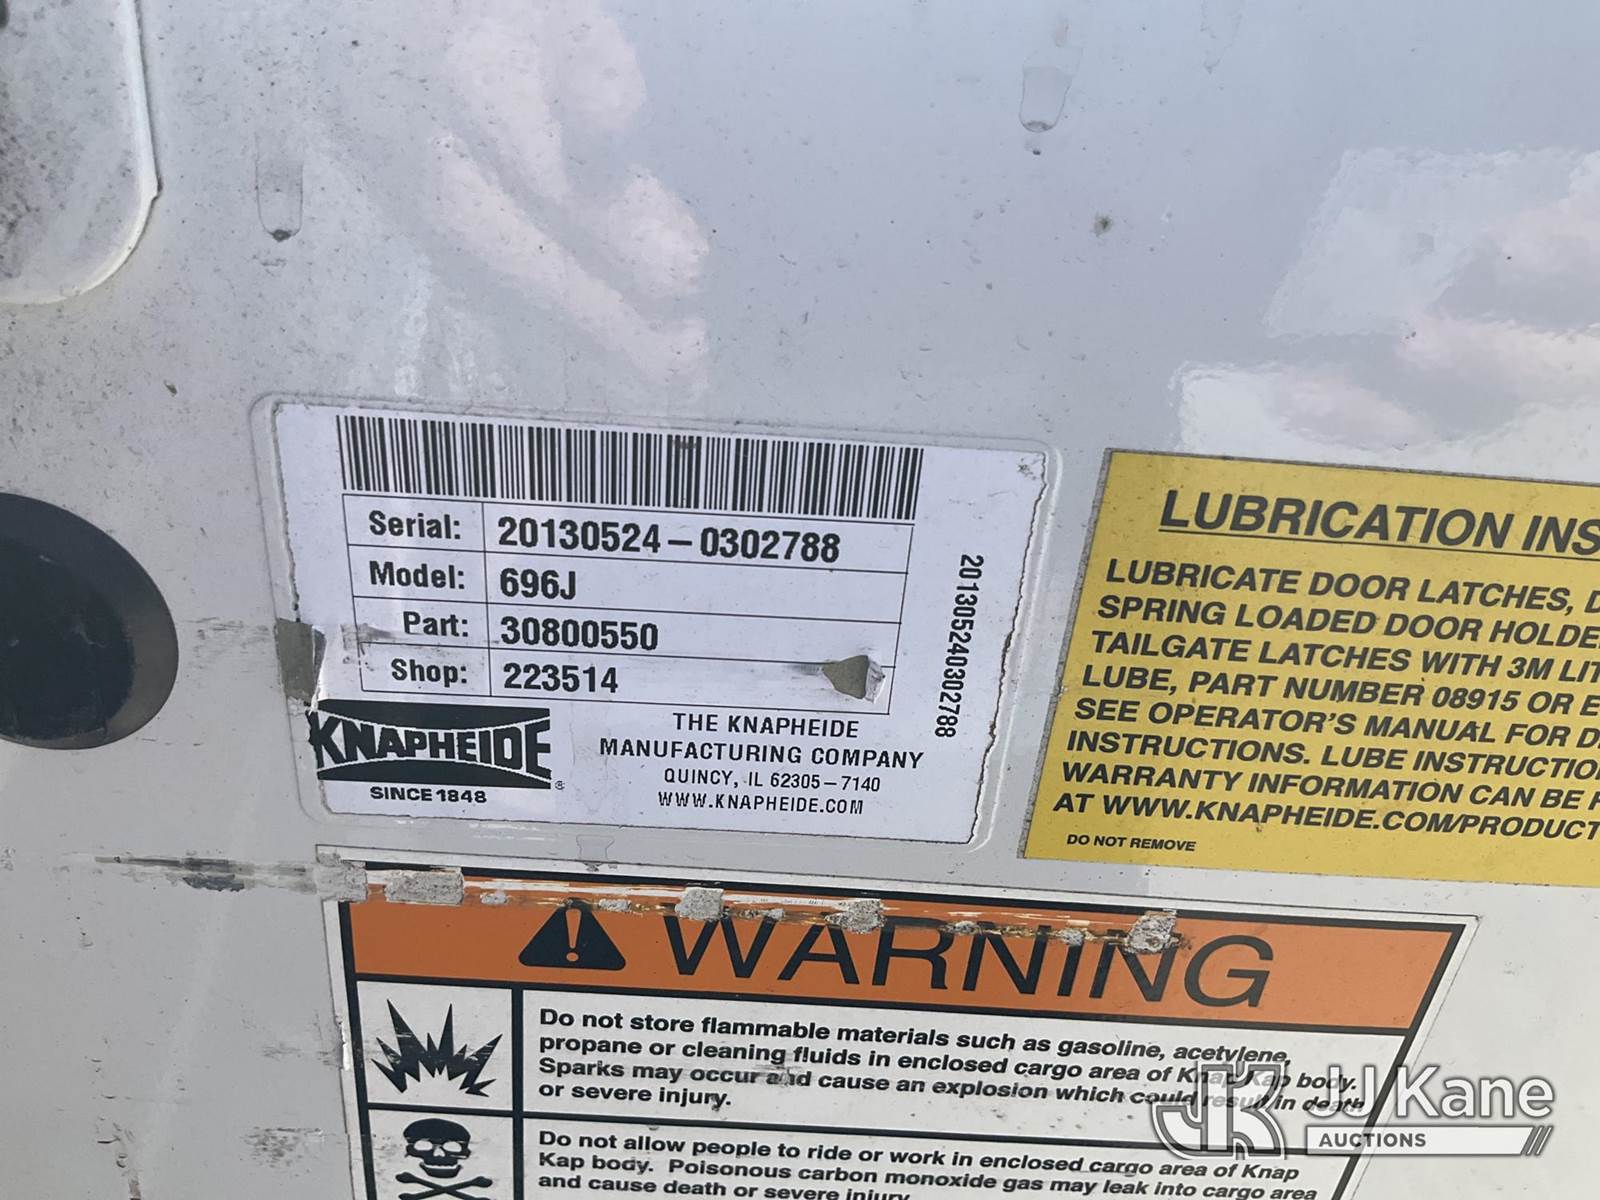 Serial: 20130524-0302788
Model: 696J
Part: 30800550
Shop: 223514
201305240302788
KNAPHEIDE®
SINCE 1848
THE KNAPHEIDE
MANUFACTURING COMPANY
QUINCY, IL 62305-7140
WWW.KNAPHEIDE.COM
LUBRICATION INS
LUBRICATE DOOR LATCHES, D
SPRING LOADED DOOR HOLDE
TAILGATE LATCHES WITH 3M LIT
LUBE, PART NUMBER 08915 OR E
SEE OPERATOR'S MANUAL FOR D
INSTRUCTIONS. LUBE INSTRUCTIO
WARRANTY INFORMATION CAN BE F
AT WWW.KNAPHEIDE.COM/PRODUCT
DO NOT REMOVE
WARNING
Do not store flammable materials such as gasoline, acetylene,
propane or cleaning fluids in enclosed cargo area of Knap Kap body.
Sparks may occur and cause an explosion which could result in death
or severe injury.
Do not allow people to ride or work in enclosed cargo area of Knap
Kap body. Poisonous carbon monoxide gas may leak into cargo area
and cause death or severe injury.
JK JJ Kane
AUCTIONS